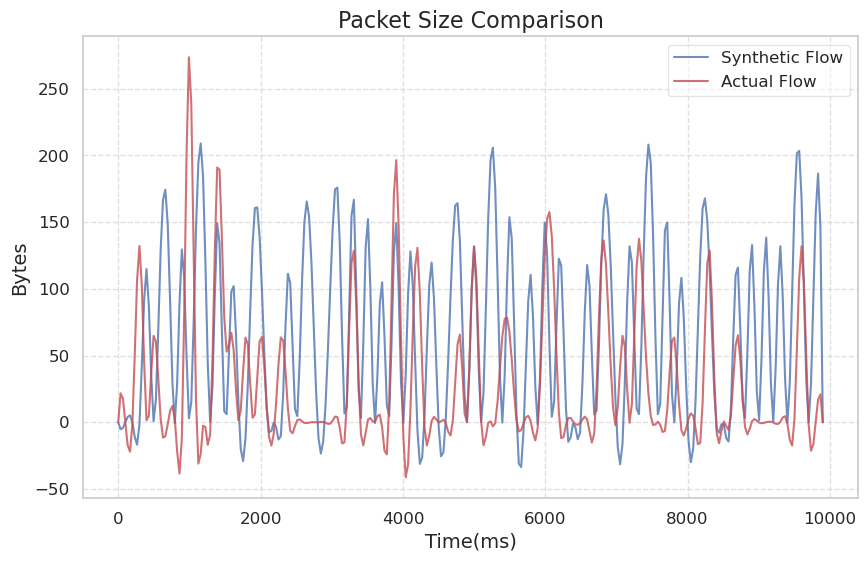 Packet Size Comparison
Synthetic Flow
Actual Flow
250
200
150
100
50
0
−50
Bytes
0 2000 4000 6000 8000 10000
Time(ms)